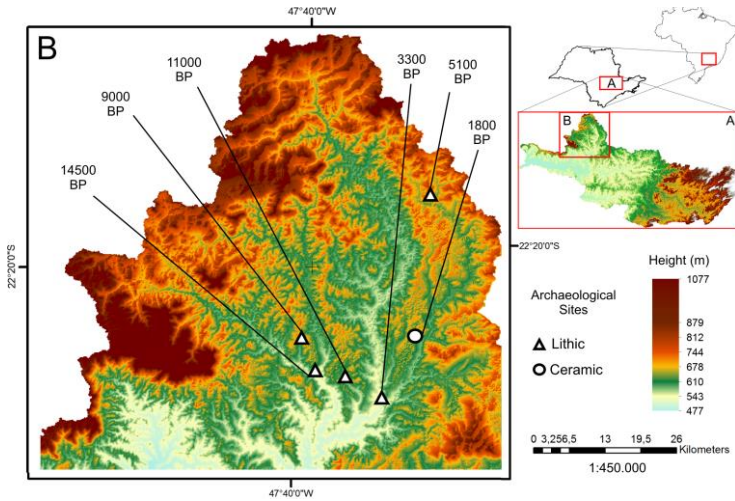 47°40'0"W
B
11000
BP
9000
BP
14500
BP
3300
BP
5100
BP
1800
BP
22°20'0"S
22°20'0"S
47°40'0"W
A
B
A
Height (m)
1077
879
812
744
678
610
543
477
Archaeological
Sites
Lithic
Ceramic
0 3,256,5 13 19,5 26
Kilometers
1:450.000